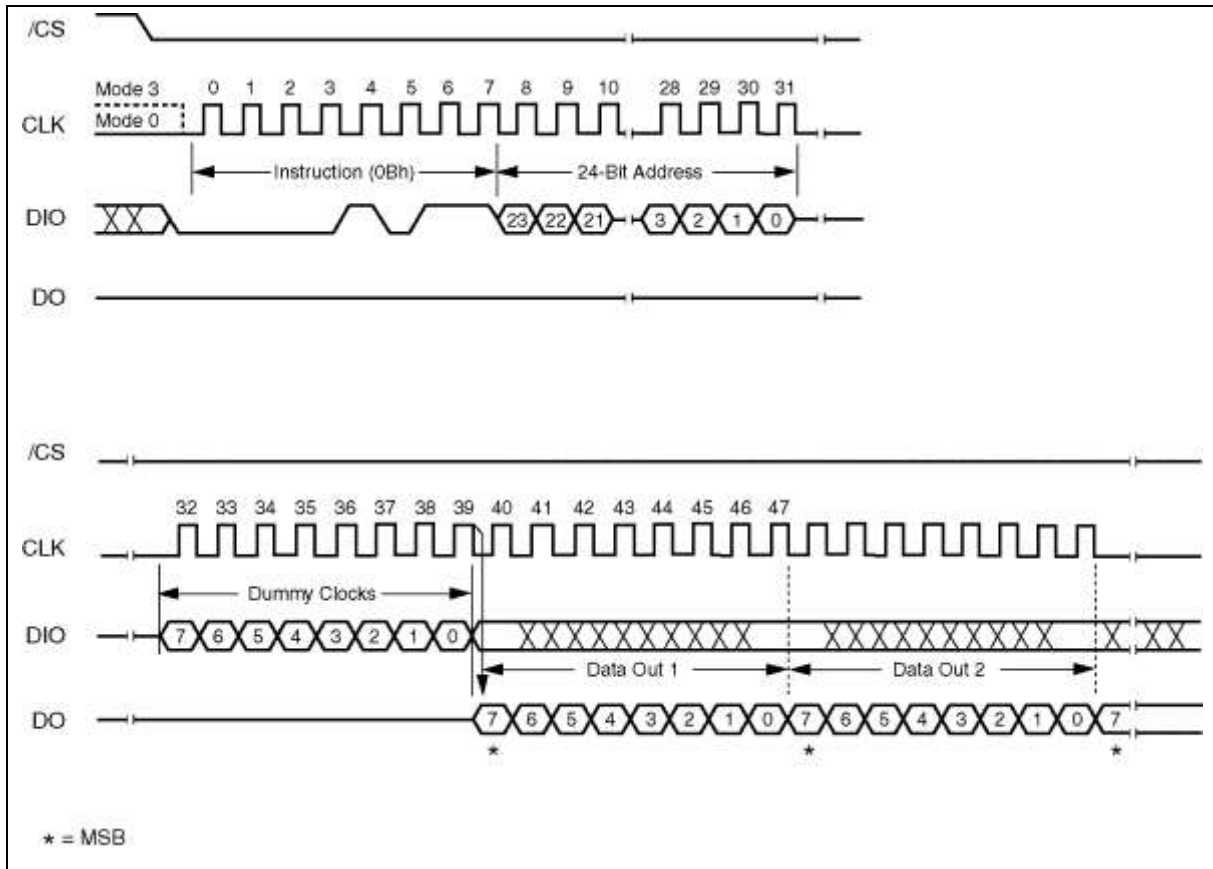 /CS
Mode 3 0 1 2 3 4 5 6 7 8 9 10 28 29 30 31
CLK Mode 0
Instruction (0Bh) 24-Bit Address
DIO 23 22 21 3 2 1 0
DO
/CS
32 33 34 35 36 37 38 39 40 41 42 43 44 45 46 47
CLK
Dummy Clocks
DIO 7 6 5 4 3 2 1 0
Data Out 1 Data Out 2
DO 7 6 5 4 3 2 1 0 7 6 5 4 3 2 1 0 7
* * *
* = MSB